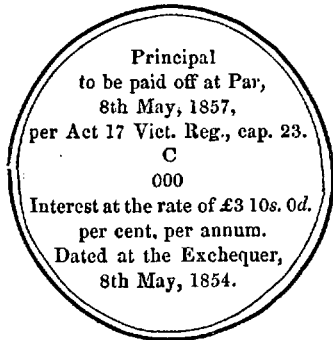 Principal
to be paid off at Par,
8th May, 1857,
per Act 17 Vict. Reg., cap. 23.
C
000
Interest at the rate of £3 10s. 0d.
per cent. per annum.
Dated at the Exchequer,
8th May, 1854.